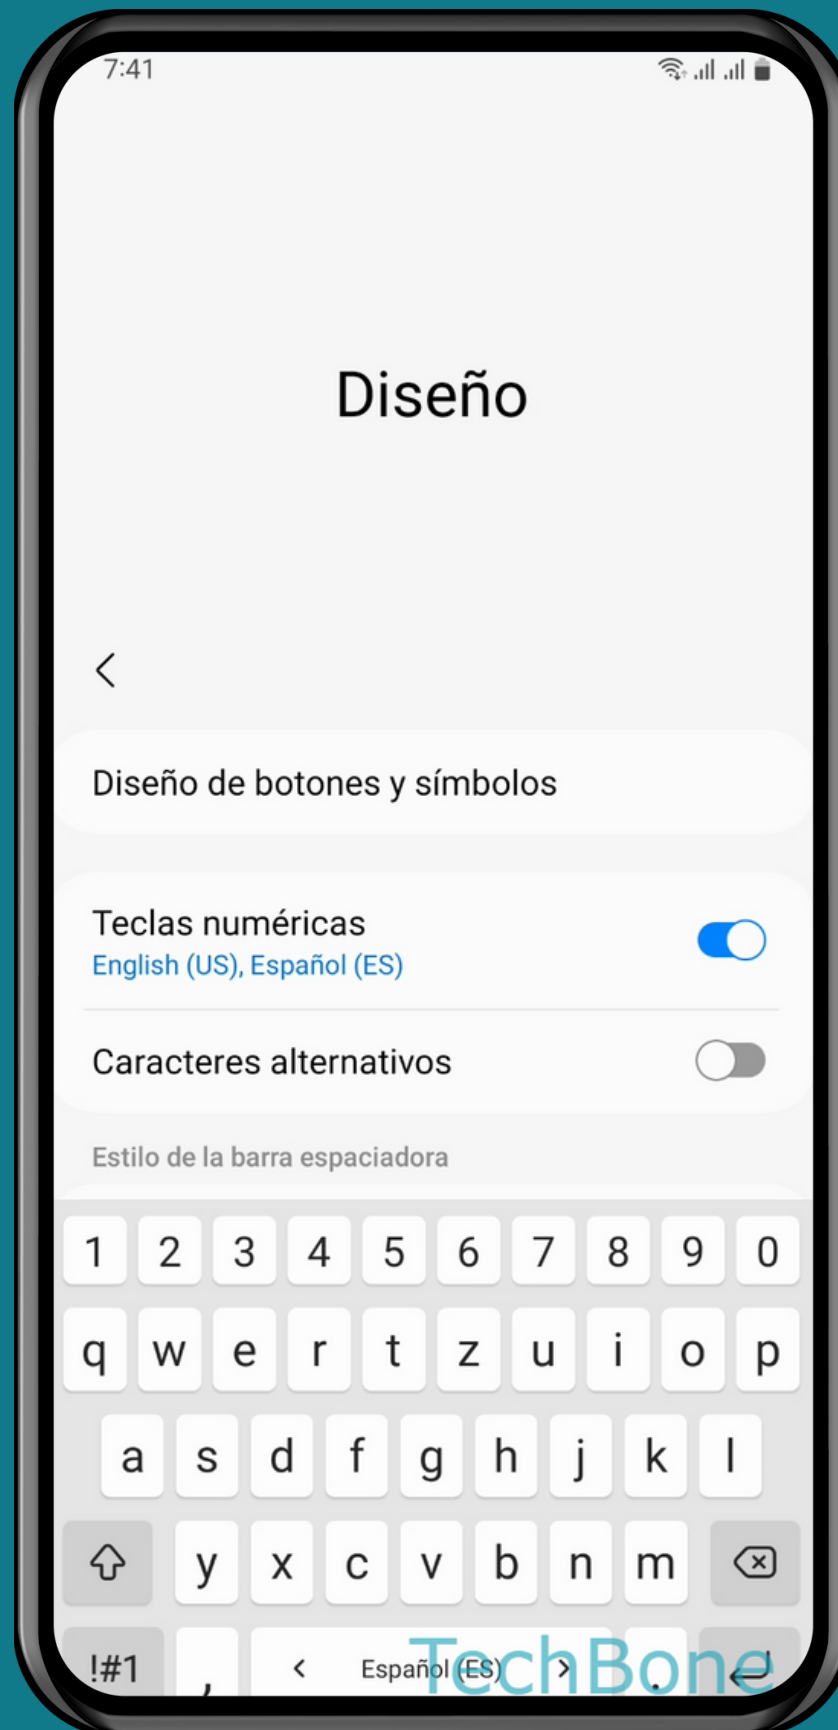 7:41
Diseño
Diseño de botones y símbolos
Teclas numéricas
English (US), Español (ES)
Caracteres alternativos
Estilo de la barra espaciadora
1 2 3 4 5 6 7 8 9 0
q w e r t z u i o p
a s d f g h j k l
y x c v b n m
!#1 , < Español (ES) > .
TechBone